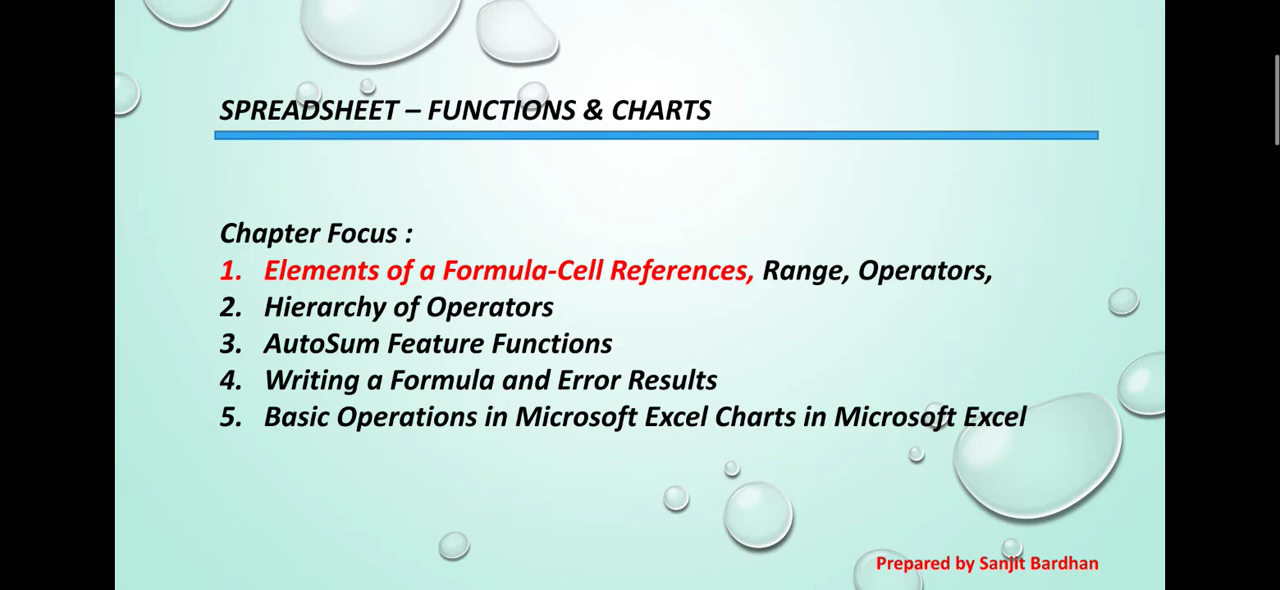 SPREADSHEET – FUNCTIONS & CHARTS
Chapter Focus :
1. Elements of a Formula-Cell References, Range, Operators,
2. Hierarchy of Operators
3. AutoSum Feature Functions
4. Writing a Formula and Error Results
5. Basic Operations in Microsoft Excel Charts in Microsoft Excel
Prepared by Sanjit Bardhan